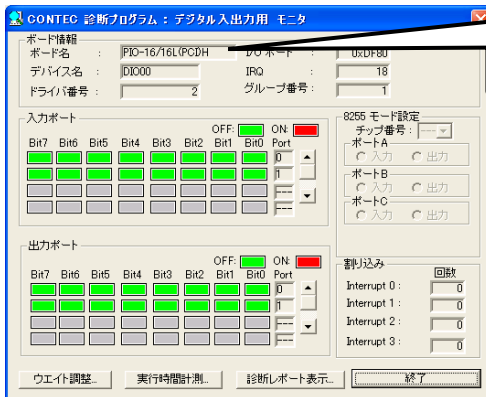 CONTEC 診断プログラム : デジタル入出力用 モニタ
ボード情報
ボード名 : PIO-16/16L(PCI)H I/O ポート : 0xDF80
デバイス名 : DIO00 IRQ : 18
ドライバ番号 : 2 グループ番号 : 1
入力ポート
OFF: ON:
Bit7 Bit6 Bit5 Bit4 Bit3 Bit2 Bit1 Bit0 Port
0
1
---
---
8255 モード設定
チップ番号 : ---
ポートA
入力 出力
ポートB
入力 出力
ポートC
入力 出力
出力ポート
OFF: ON:
Bit7 Bit6 Bit5 Bit4 Bit3 Bit2 Bit1 Bit0 Port
0
1
---
---
割り込み 回数
Interrupt 0 : 0
Interrupt 1 : 0
Interrupt 2 : 0
Interrupt 3 : 0
ウエイト調整... 実行時間計測... 診断レポート表示... 終了